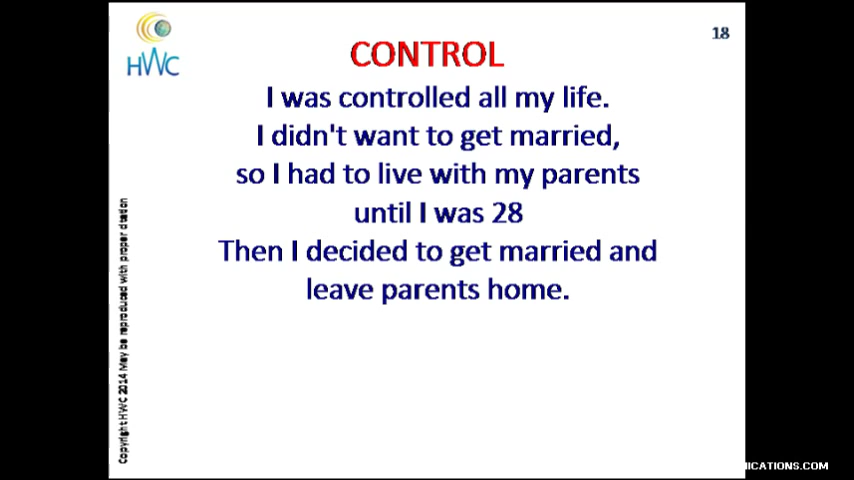 HWC
18
CONTROL
I was controlled all my life.
I didn't want to get married,
so I had to live with my parents
until I was 28
Then I decided to get married and
leave parents home.
Copyright HWC 2014 May be reproduced with proper citation
ICATIONS.COM